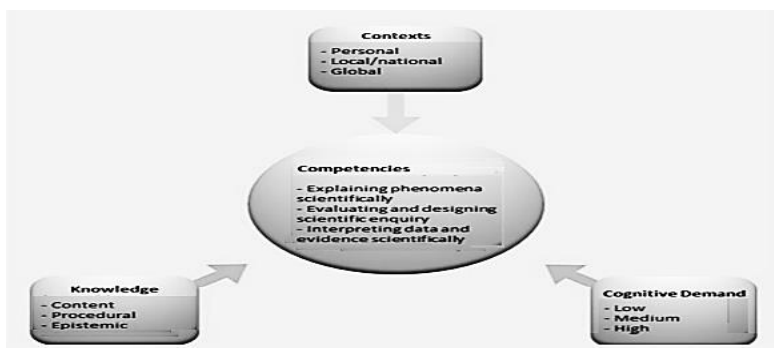 Contexts
- Personal
- Local/national
- Global
Competencies
- Explaining phenomena
scientifically
- Evaluating and designing
scientific enquiry
- Interpreting data and
evidence scientifically
Knowledge
- Content
- Procedural
- Epistemic
Cognitive Demand
- Low
- Medium
- High